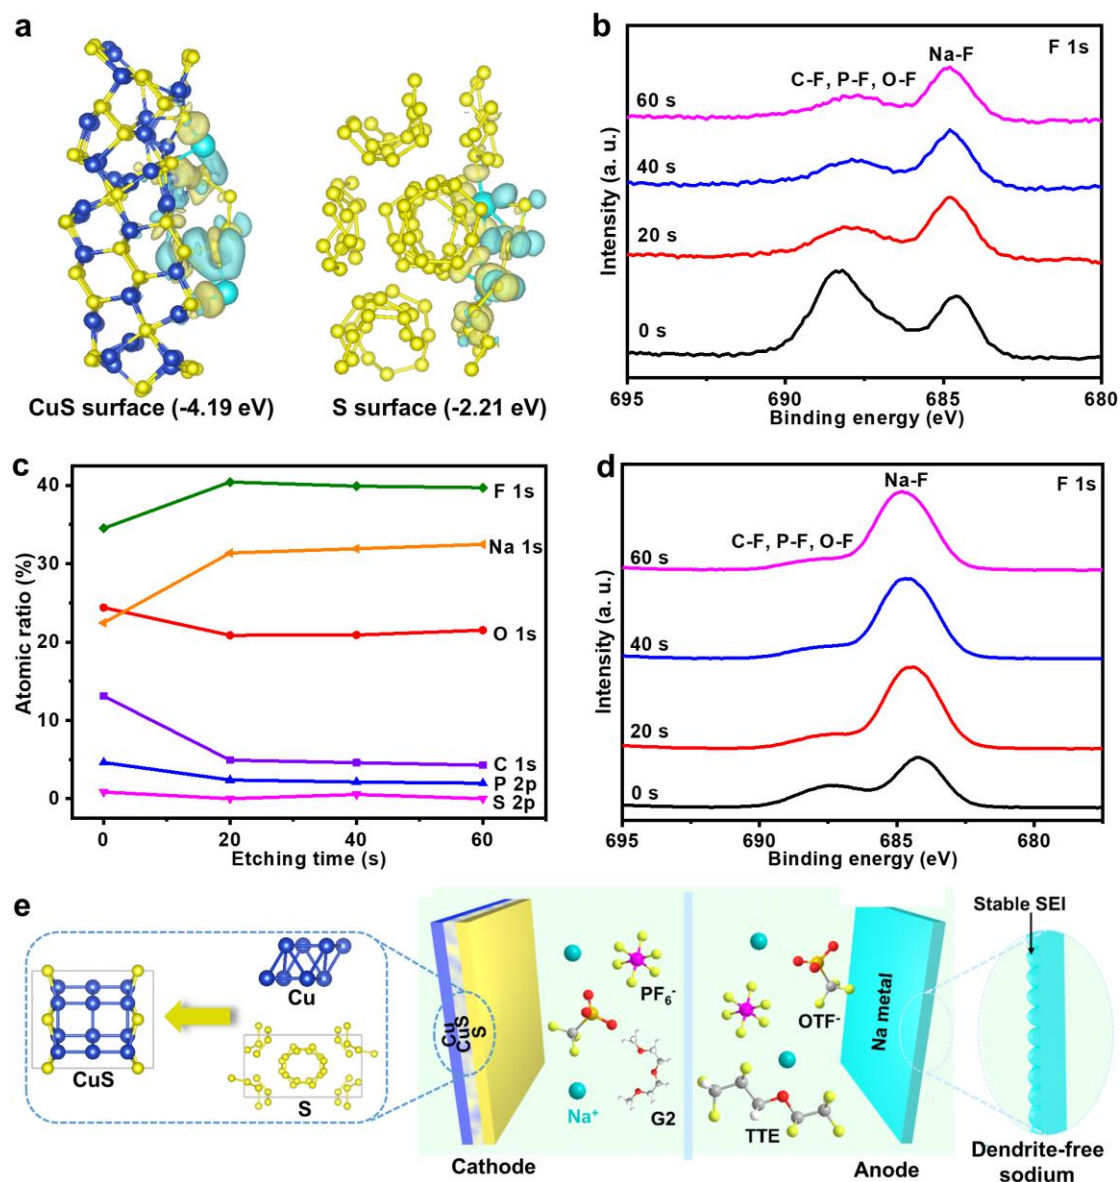 a
CuS surface (-4.19 eV)
S surface (-2.21 eV)
b
F 1s
Na-F
C-F, P-F, O-F
60 s
40 s
20 s
0 s
Intensity (a. u.)
695
690
685
680
Binding energy (eV)
c
40
30
20
10
0
Atomic ratio (%)
F 1s
Na 1s
O 1s
C 1s
P 2p
S 2p
0
20
40
60
Etching time (s)
d
F 1s
Na-F
C-F, P-F, O-F
60 s
40 s
20 s
0 s
Intensity (a. u.)
695
690
685
680
Binding energy (eV)
e
CuS
Cu
S
Cu
CuS
S
PF₆⁻
Na⁺
G2
Cathode
OTF⁻
TTE
Na metal
Anode
Stable SEI
Dendrite-free
sodium